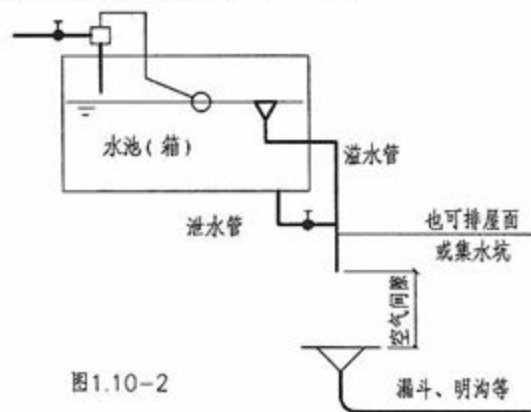 水池(箱)
溢水管
泄水管
也可排屋面
或集水坑
空气间隙
漏斗、明沟等
图1.10-2